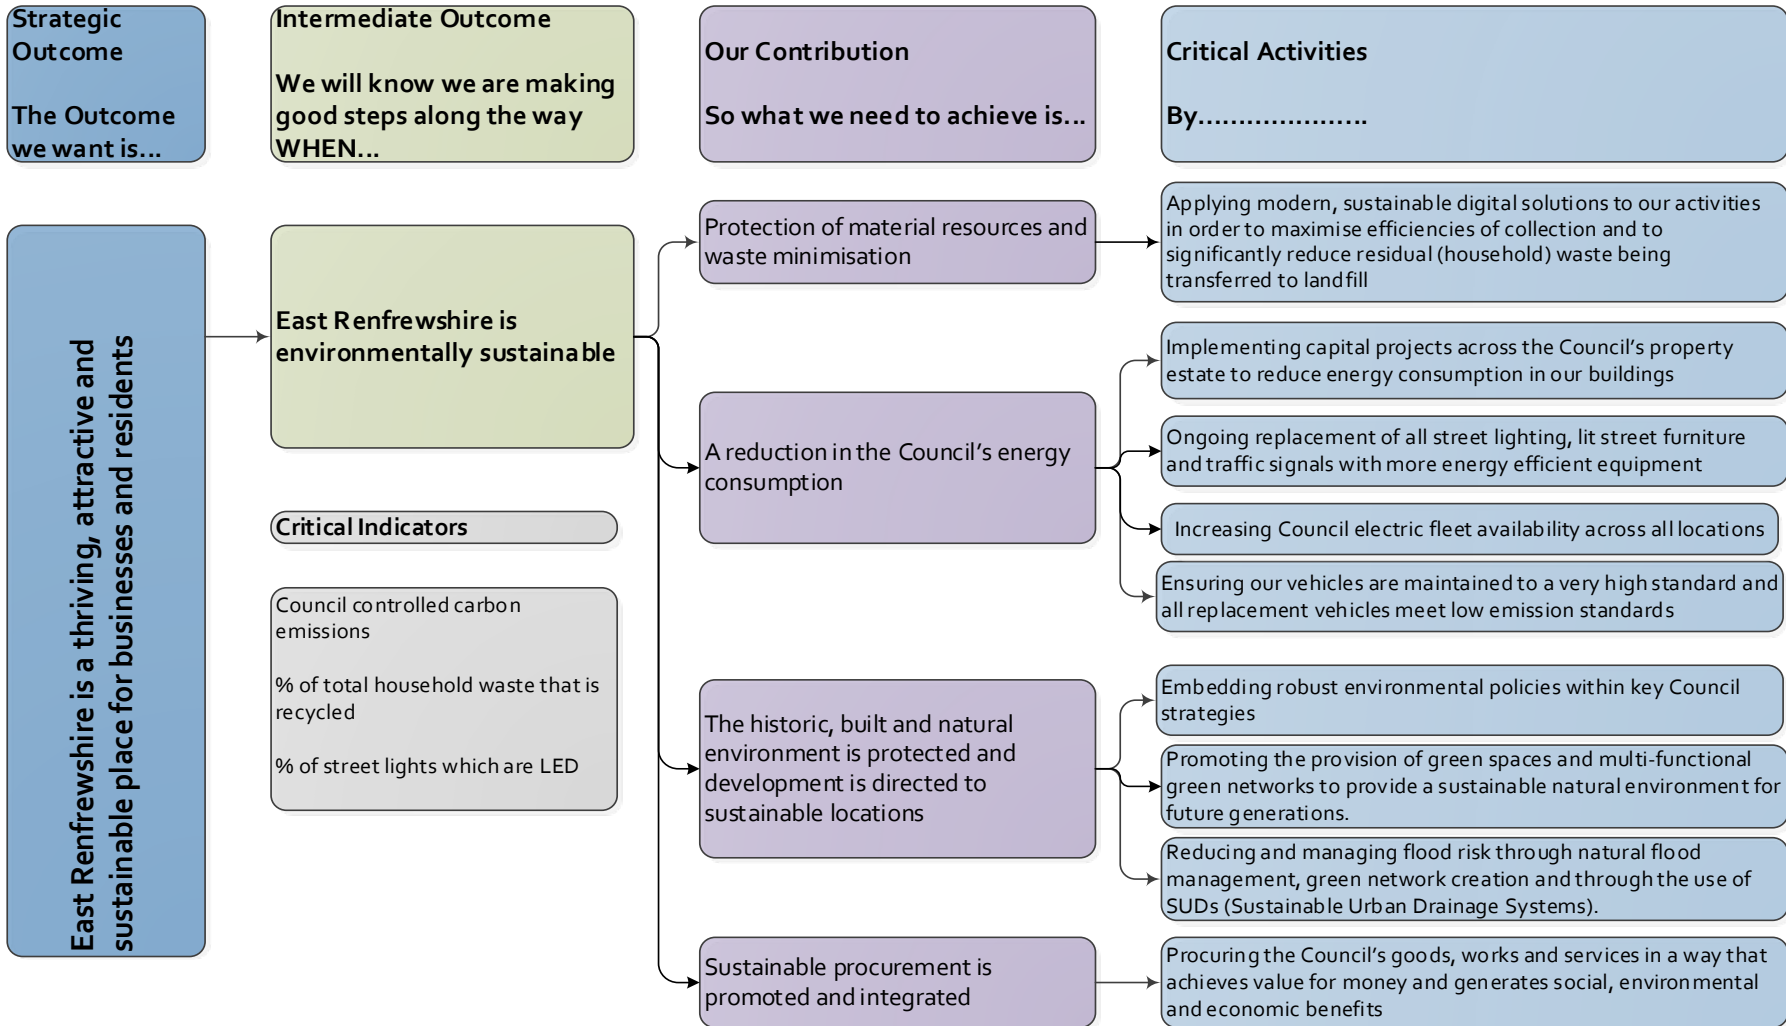 Strategic
Outcome
The Outcome
we want is...
Intermediate Outcome
We will know we are making
good steps along the way
WHEN...
Our Contribution
So what we need to achieve is...
Critical Activities
By.....................
East Renfrewshire is a thriving, attractive and
sustainable place for businesses and residents
East Renfrewshire is
environmentally sustainable
Critical Indicators
Council controlled carbon
emissions
% of total household waste that is
recycled
% of street lights which are LED
Protection of material resources and
waste minimisation
Applying modern, sustainable digital solutions to our activities
in order to maximise efficiencies of collection and to
significantly reduce residual (household) waste being
transferred to landfill
A reduction in the Council’s energy
consumption
Implementing capital projects across the Council’s property
estate to reduce energy consumption in our buildings
Ongoing replacement of all street lighting, lit street furniture
and traffic signals with more energy efficient equipment
Increasing Council electric fleet availability across all locations
Ensuring our vehicles are maintained to a very high standard and
all replacement vehicles meet low emission standards
The historic, built and natural
environment is protected and
development is directed to
sustainable locations
Embedding robust environmental policies within key Council
strategies
Promoting the provision of green spaces and multi-functional
green networks to provide a sustainable natural environment for
future generations.
Reducing and managing flood risk through natural flood
management, green network creation and through the use of
SUDs (Sustainable Urban Drainage Systems).
Sustainable procurement is
promoted and integrated
Procuring the Council’s goods, works and services in a way that
achieves value for money and generates social, environmental
and economic benefits